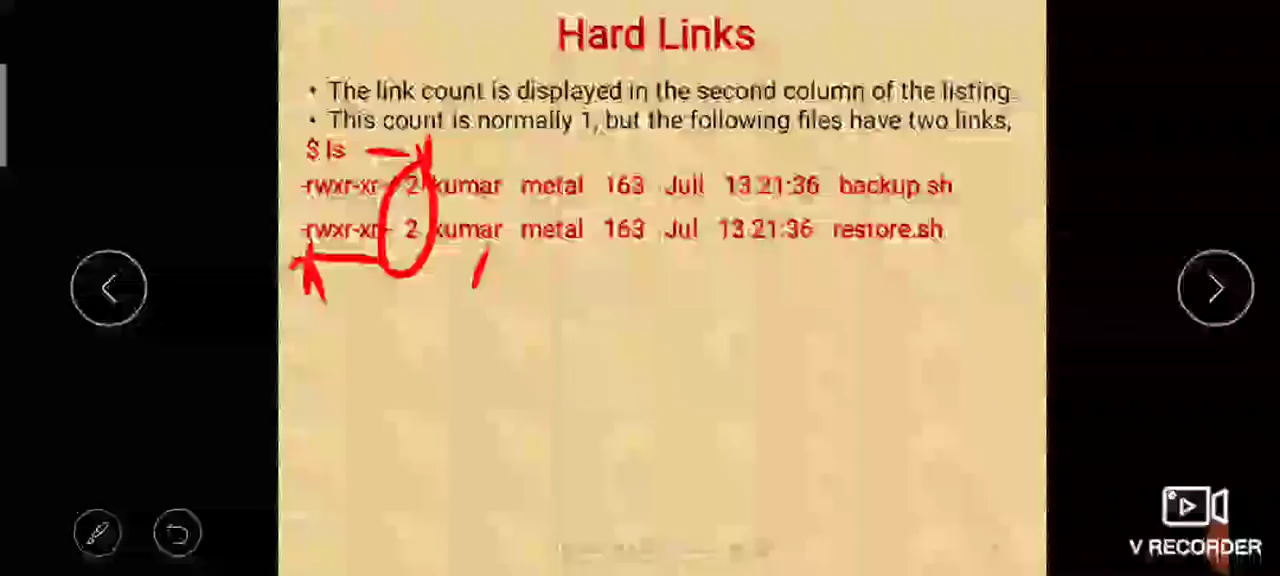 Hard Links
• The link count is displayed in the second column of the listing.
• This count is normally 1, but the following files have two links,
$ ls
-rwxr-xr-- 2 kumar metal 163 Jull 13 21:36 backup.sh
-rwxr-xr-- 2 kumar metal 163 Jul 13 21:36 restore.sh
V RECORDER